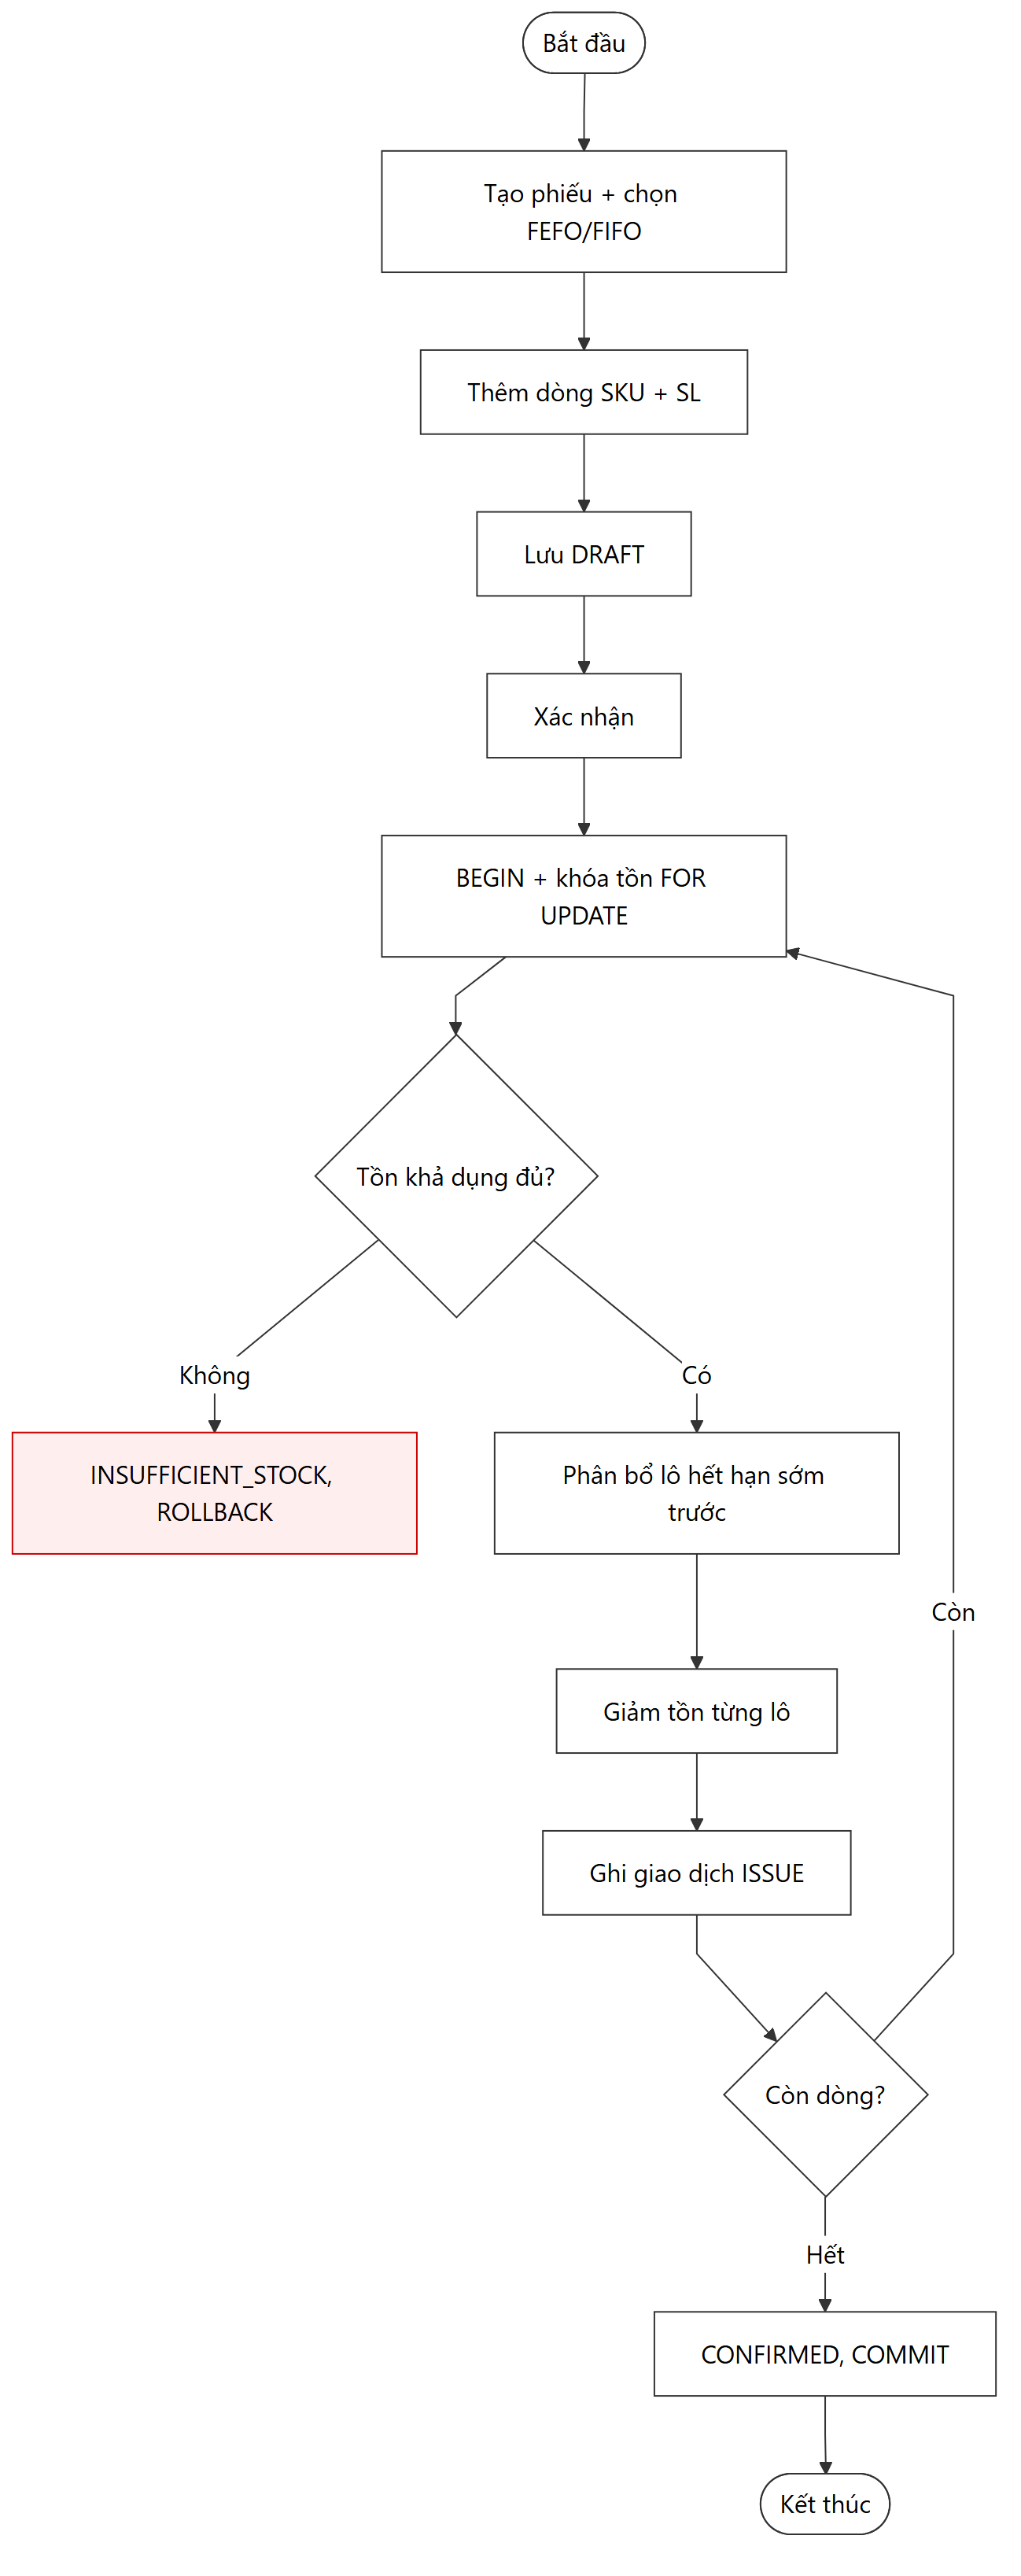 Bắt đầu
Tạo phiếu + chọn
FEFO/FIFO
Thêm dòng SKU + SL
Lưu DRAFT
Xác nhận
BEGIN + khóa tồn FOR
UPDATE
Tồn khả dụng đủ?
Không
Có
INSUFFICIENT_STOCK,
ROLLBACK
Phân bổ lô hết hạn sớm
trước
Còn
Giảm tồn từng lô
Ghi giao dịch ISSUE
Còn dòng?
Hết
CONFIRMED, COMMIT
Kết thúc